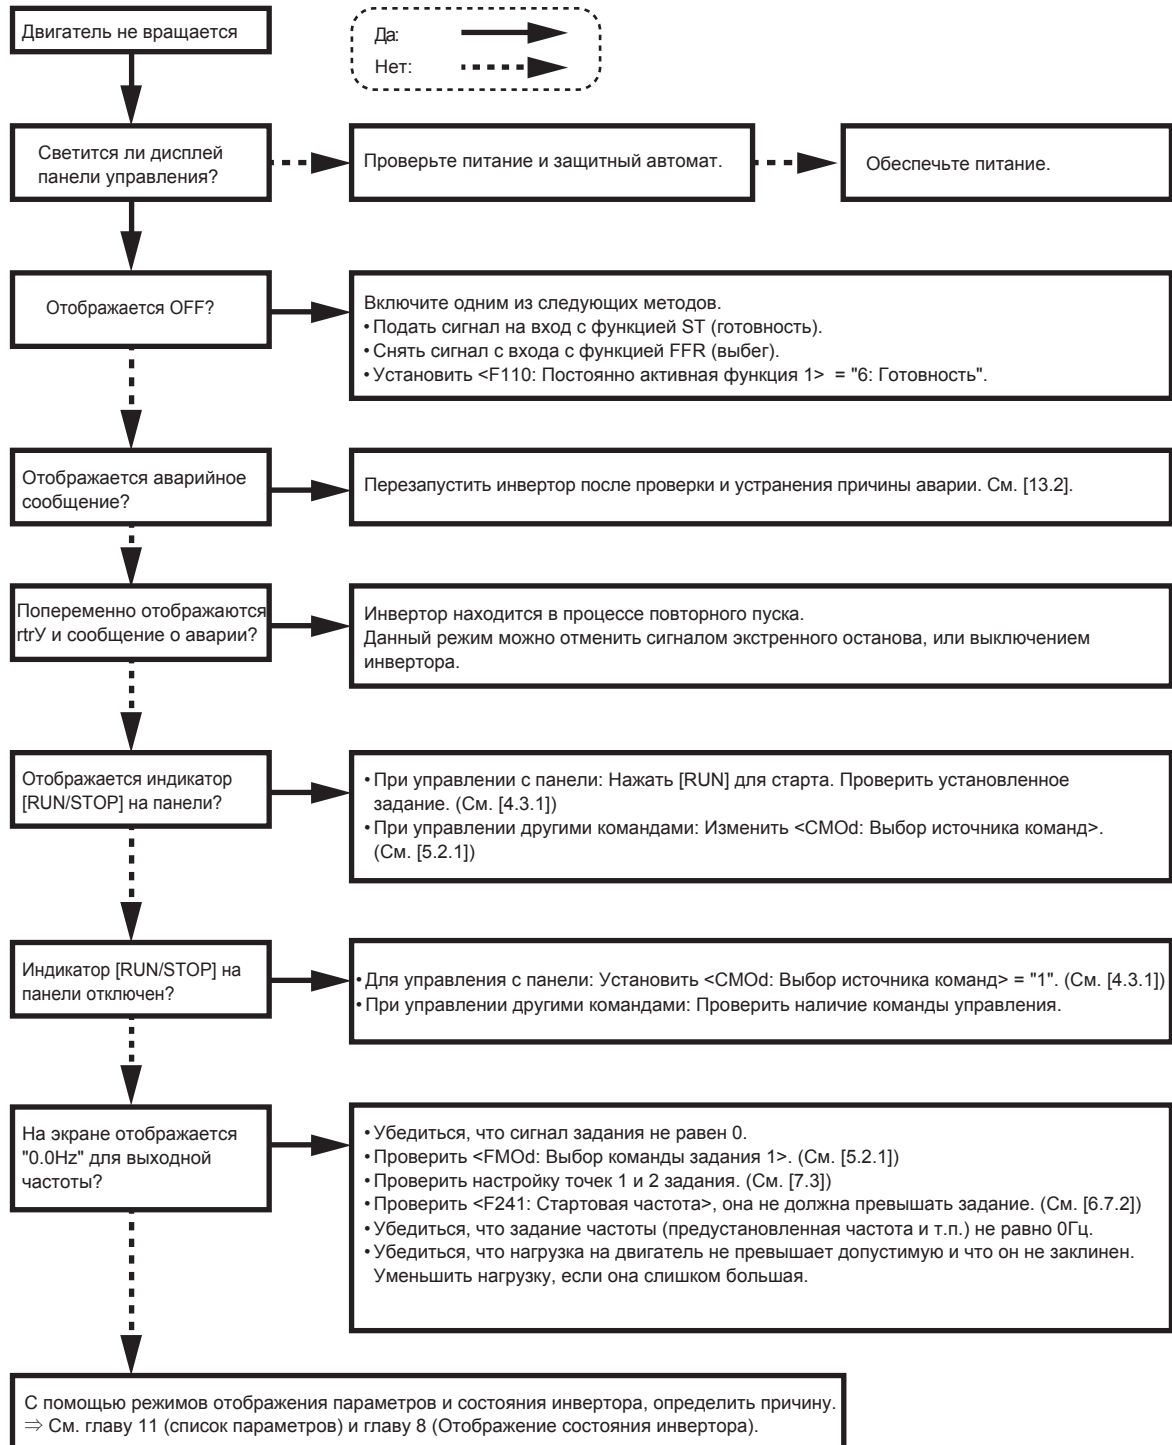 Двигатель не вращается
Да:
Нет:
Светится ли дисплей
панели управления?
Проверьте питание и защитный автомат.
Обеспечьте питание.
Отображается OFF?
Включите одним из следующих методов.
• Подать сигнал на вход с функцией ST (готовность).
• Снять сигнал с входа с функцией FFR (выбег).
• Установить <F110: Постоянно активная функция 1> = "6: Готовность".
Отображается аварийное
сообщение?
Перезапустить инвертор после проверки и устранения причины аварии. См. [13.2].
Попеременно отображаются
rtrУ и сообщение о аварии?
Инвертор находится в процессе повторного пуска.
Данный режим можно отменить сигналом экстренного останова, или выключением
инвертора.
Отображается индикатор
[RUN/STOP] на панели?
• При управлении с панели: Нажать [RUN] для старта. Проверить установленное
задание. (См. [4.3.1])
• При управлении другими командами: Изменить <CMOd: Выбор источника команд>.
(См. [5.2.1])
Индикатор [RUN/STOP] на
панели отключен?
• Для управления с панели: Установить <CMOd: Выбор источника команд> = "1". (См. [4.3.1])
• При управлении другими командами: Проверить наличие команды управления.
На экране отображается
"0.0Hz" для выходной
частоты?
• Убедиться, что сигнал задания не равен 0.
• Проверить <FMOd: Выбор команды задания 1>. (См. [5.2.1])
• Проверить настройку точек 1 и 2 задания. (См. [7.3])
• Проверить <F241: Стартовая частота>, она не должна превышать задание. (См. [6.7.2])
• Убедиться, что задание частоты (предустановленная частота и т.п.) не равно 0Гц.
• Убедиться, что нагрузка на двигатель не превышает допустимую и что он не заклинен.
Уменьшить нагрузку, если она слишком большая.
С помощью режимов отображения параметров и состояния инвертора, определить причину.
⇒ См. главу 11 (список параметров) и главу 8 (Отображение состояния инвертора).